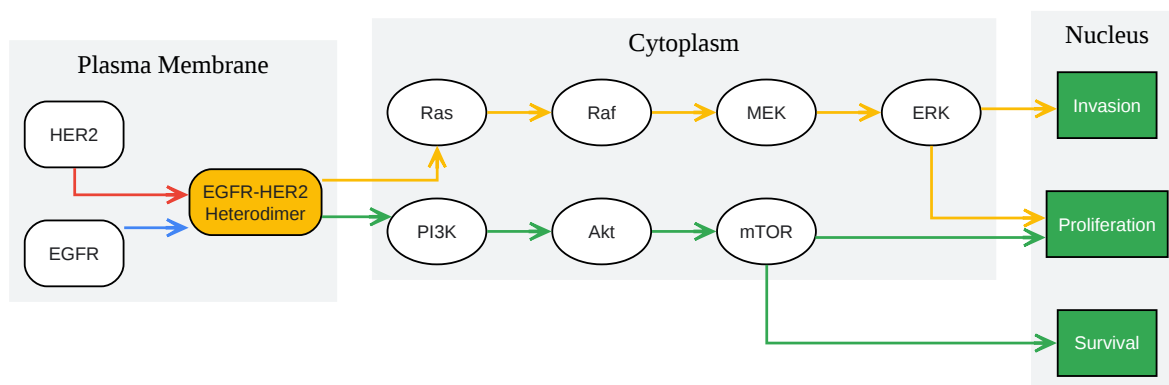 Plasma Membrane
HER2
EGFR
EGFR-HER2
Heterodimer
Cytoplasm
Ras
Raf
MEK
ERK
PI3K
Akt
mTOR
Nucleus
Invasion
Proliferation
Survival